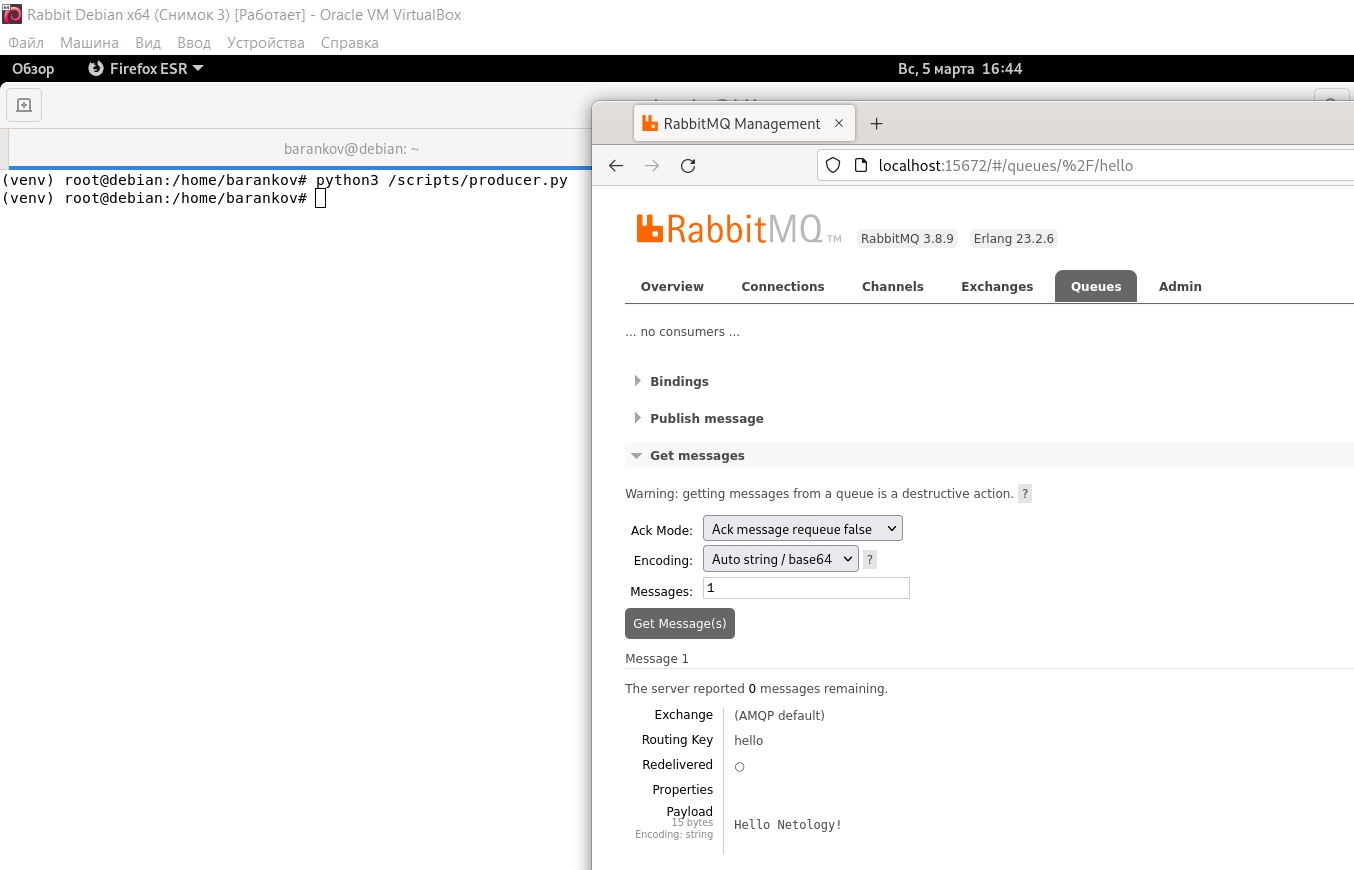 Rabbit Debian x64 (Снимок 3) [Работает] - Oracle VM VirtualBox
Файл Машина Вид Ввод Устройства Справка
Обзор Firefox ESR Вс, 5 марта 16:44
barankov@debian: ~
(venv) root@debian:/home/barankov# python3 /scripts/producer.py
(venv) root@debian:/home/barankov#
RabbitMQ Management × +
localhost:15672/#/queues/%2F/hello
RabbitMQ TM RabbitMQ 3.8.9 Erlang 23.2.6
Overview Connections Channels Exchanges Queues Admin
... no consumers ...
Bindings
Publish message
Get messages
Warning: getting messages from a queue is a destructive action. ?
Ack Mode: Ack message requeue false
Encoding: Auto string / base64 ?
Messages: 1
Get Message(s)
Message 1
The server reported 0 messages remaining.
Exchange (AMQP default)
Routing Key hello
Redelivered ○
Properties
Payload
15 bytes
Encoding: string
Hello Netology!